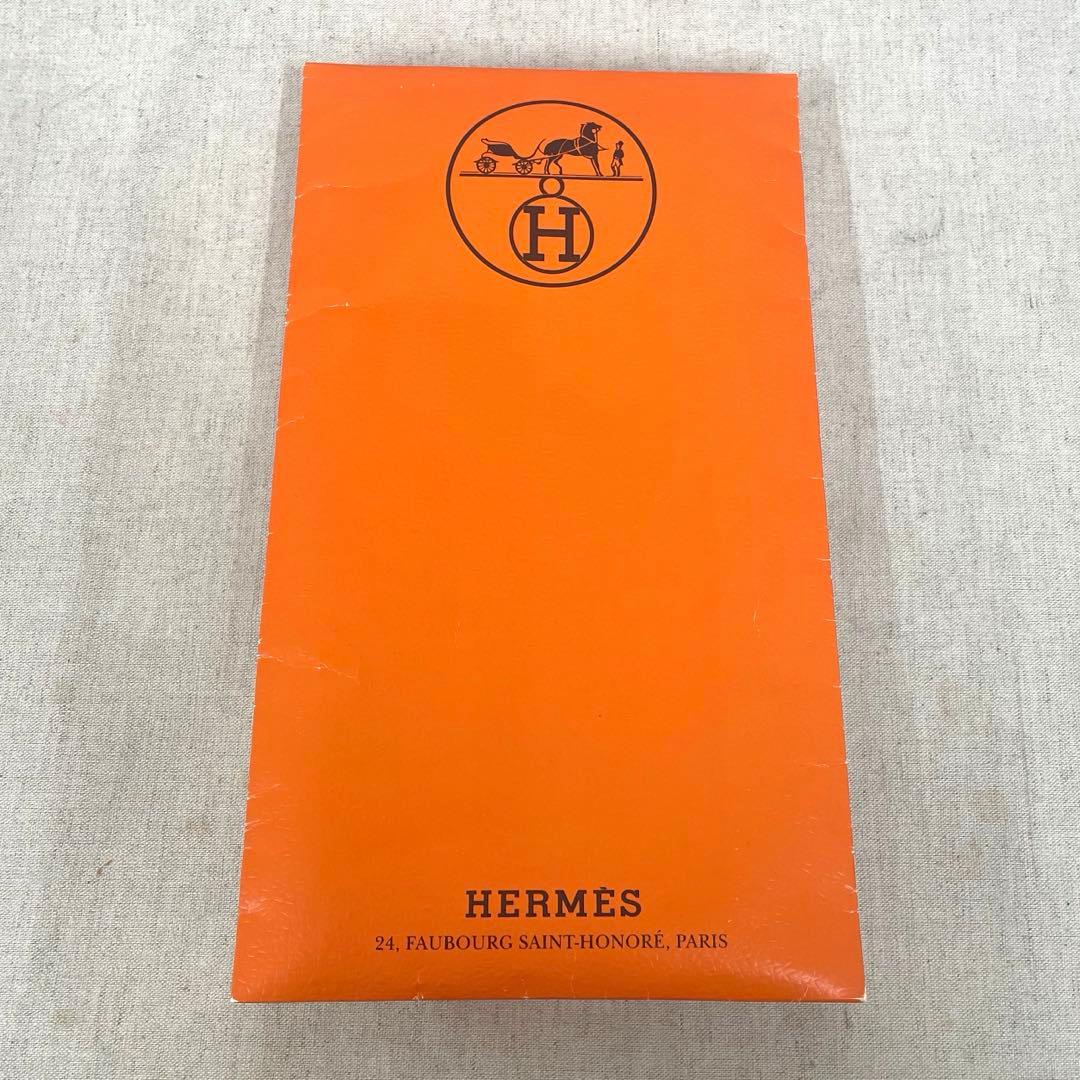 H
HERMÈS
24, FAUBOURG SAINT-HONORÉ, PARIS